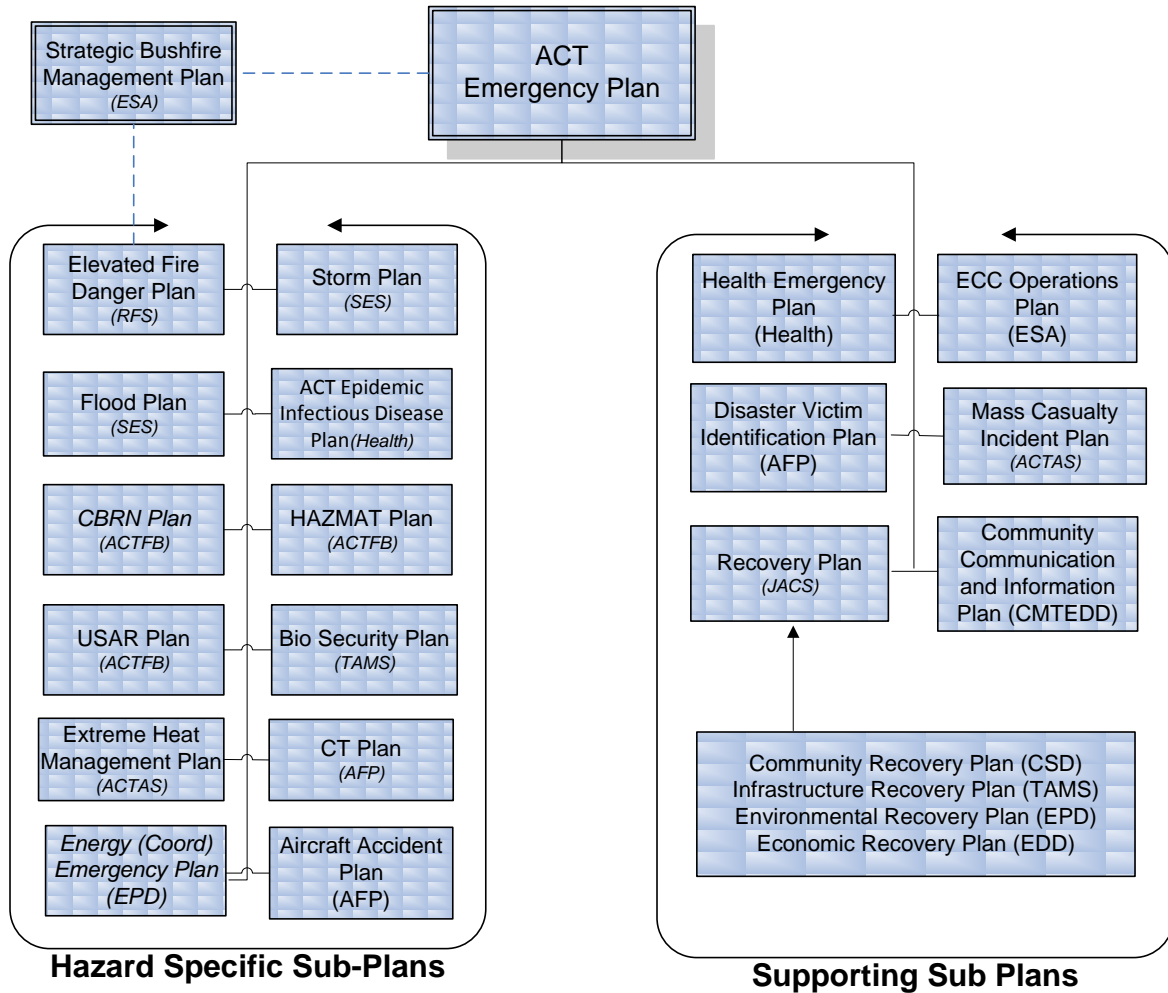 Strategic Bushfire
Management Plan
(ESA)
ACT
Emergency Plan
Elevated Fire
Danger Plan
(RFS)
Storm Plan
(SES)
Flood Plan
(SES)
ACT Epidemic
Infectious Disease
Plan(Health)
CBRN Plan
(ACTFB)
HAZMAT Plan
(ACTFB)
USAR Plan
(ACTFB)
Bio Security Plan
(TAMS)
Extreme Heat
Management Plan
(ACTAS)
CT Plan
(AFP)
Energy (Coord)
Emergency Plan
(EPD)
Aircraft Accident
Plan
(AFP)
Hazard Specific Sub-Plans
Health Emergency
Plan
(Health)
ECC Operations
Plan
(ESA)
Disaster Victim
Identification Plan
(AFP)
Mass Casualty
Incident Plan
(ACTAS)
Recovery Plan
(JACS)
Community
Communication
and Information
Plan (CMTEDD)
Community Recovery Plan (CSD)
Infrastructure Recovery Plan (TAMS)
Environmental Recovery Plan (EPD)
Economic Recovery Plan (EDD)
Supporting Sub Plans